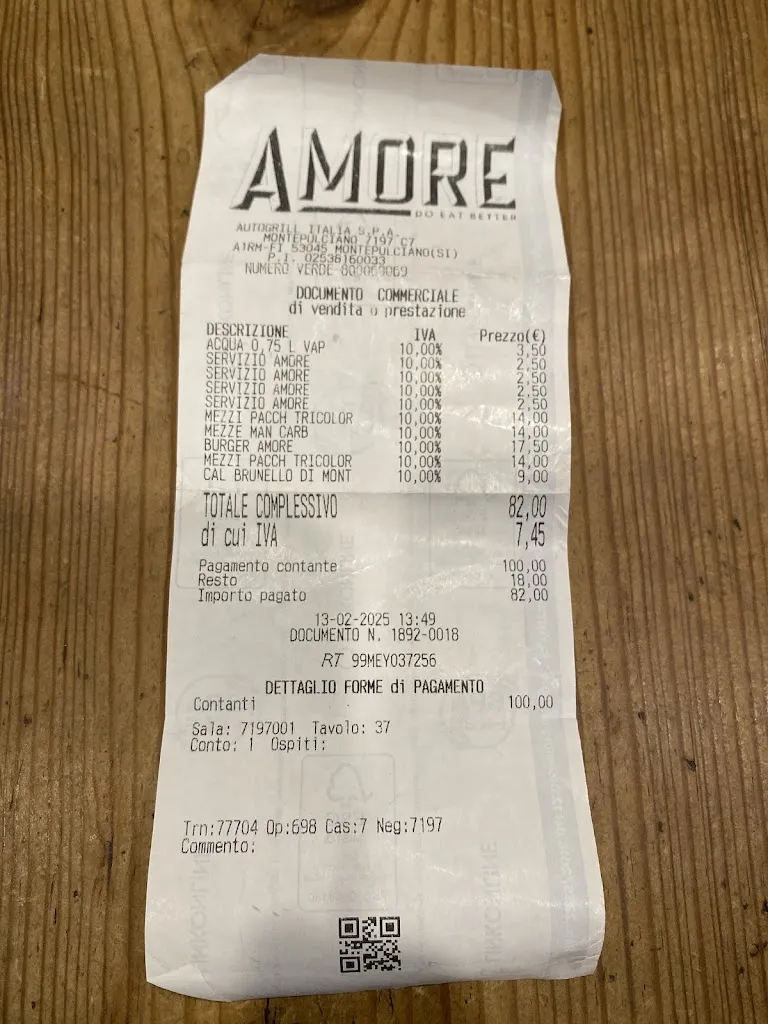 AMORE
DO EAT BETTER
AUTOGRILL ITALIA S.P.A.
MONTEPULCIANO 7197 C7
A1RM-FI 53045 MONTEPULCIANO(SI)
P.I. 02538160033
NUMERO VERDE
DOCUMENTO COMMERCIALE
di vendita o prestazione
DESCRIZIONE IVA Prezzo(€)
ACQUA 0,75 L VAP 10,00% 3,50
SERVIZIO AMORE 10,00% 2,50
SERVIZIO AMORE 10,00% 2,50
SERVIZIO AMORE 10,00% 2,50
SERVIZIO AMORE 10,00% 2,50
MEZZI PACCH TRICOLOR 10,00% 14,00
MEZZE MAN CARB 10,00% 14,00
BURGER AMORE 10,00% 17,50
MEZZI PACCH TRICOLOR 10,00% 14,00
CAL BRUNELLO DI MONT 10,00% 9,00
TOTALE COMPLESSIVO 82,00
di cui IVA 7,45
Pagamento contante 100,00
Resto 18,00
Importo pagato 82,00
13-02-2025 13:49
DOCUMENTO N. 1892-0018
RT 99MEY037256
DETTAGLIO FORME di PAGAMENTO
Contanti 100,00
Sala: 7197001 Tavolo: 37
Conto: 1 Ospiti:
Trn:77704 Op:698 Cas:7 Neg:7197
Commento: